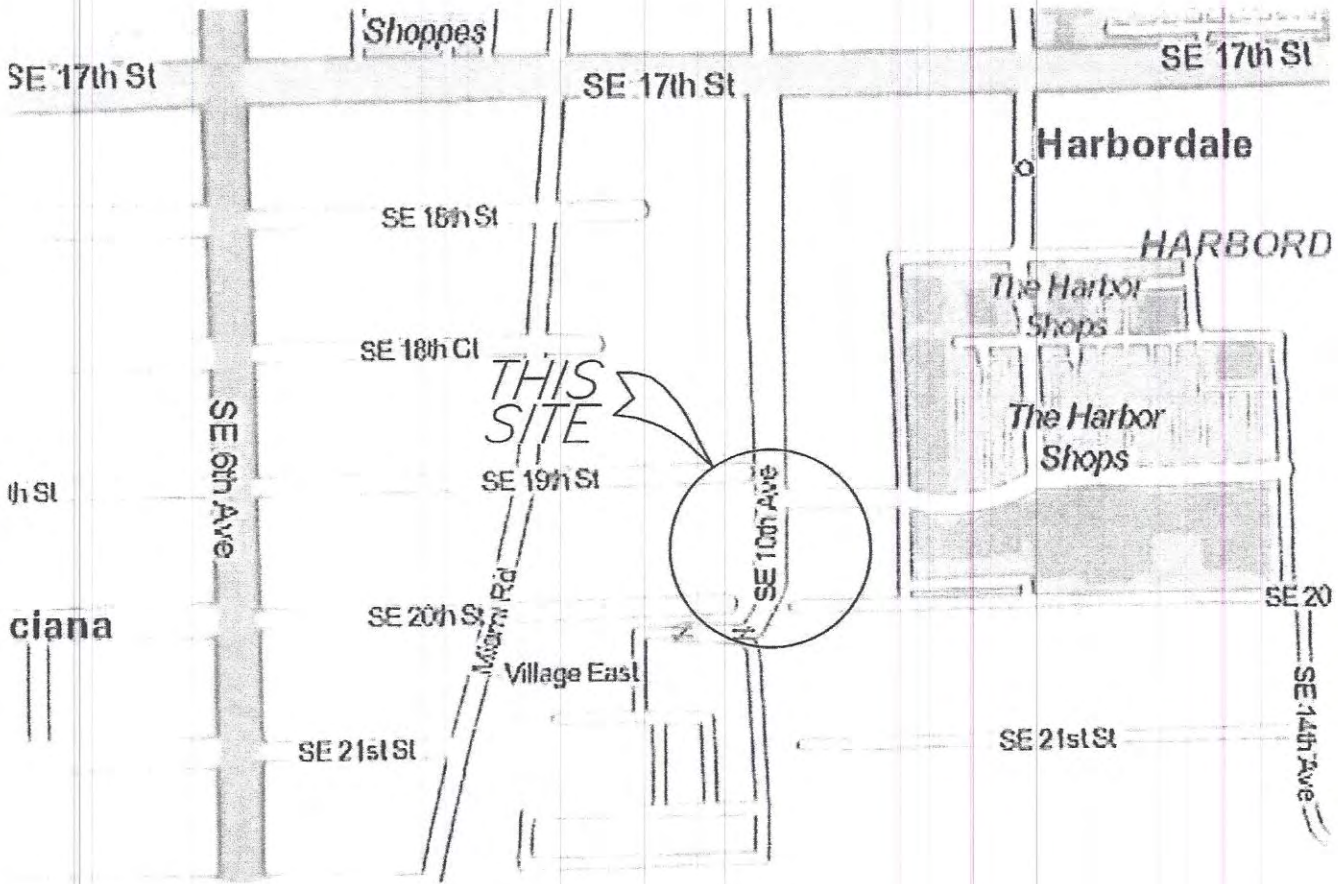 Shoppes
SE 17th St
SE 17th St
SE 17th St
Harbordale
SE 18th St
HARBORD
The Harbor
Shops
SE 18th Ct
THIS
SITE
SE 6th Ave
The Harbor
Shops
th St
SE 19th St
SE 10th Ave
Miami Rd
SE 20th St
SE 20
ciana
Village East
SE 14th Ave
SE 21st St
SE 21st St